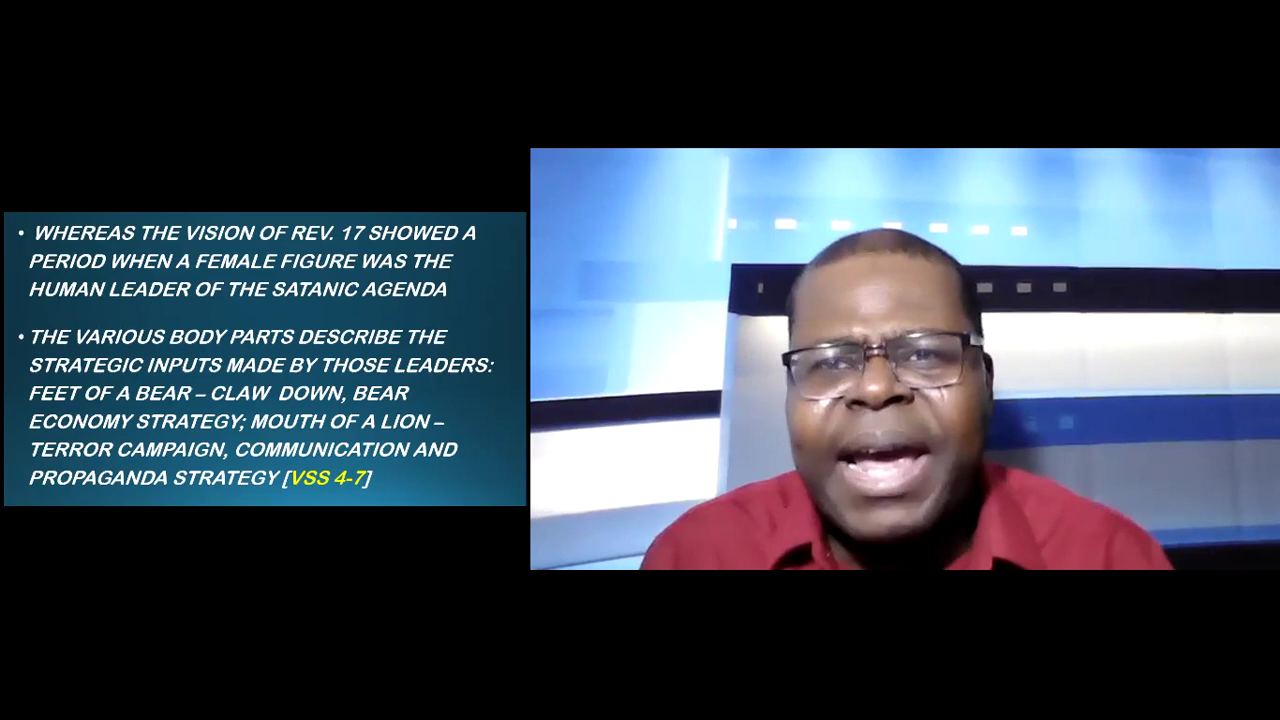 • WHEREAS THE VISION OF REV. 17 SHOWED A
PERIOD WHEN A FEMALE FIGURE WAS THE
HUMAN LEADER OF THE SATANIC AGENDA
• THE VARIOUS BODY PARTS DESCRIBE THE
STRATEGIC INPUTS MADE BY THOSE LEADERS:
FEET OF A BEAR – CLAW DOWN, BEAR
ECONOMY STRATEGY; MOUTH OF A LION –
TERROR CAMPAIGN, COMMUNICATION AND
PROPAGANDA STRATEGY [VSS 4-7]